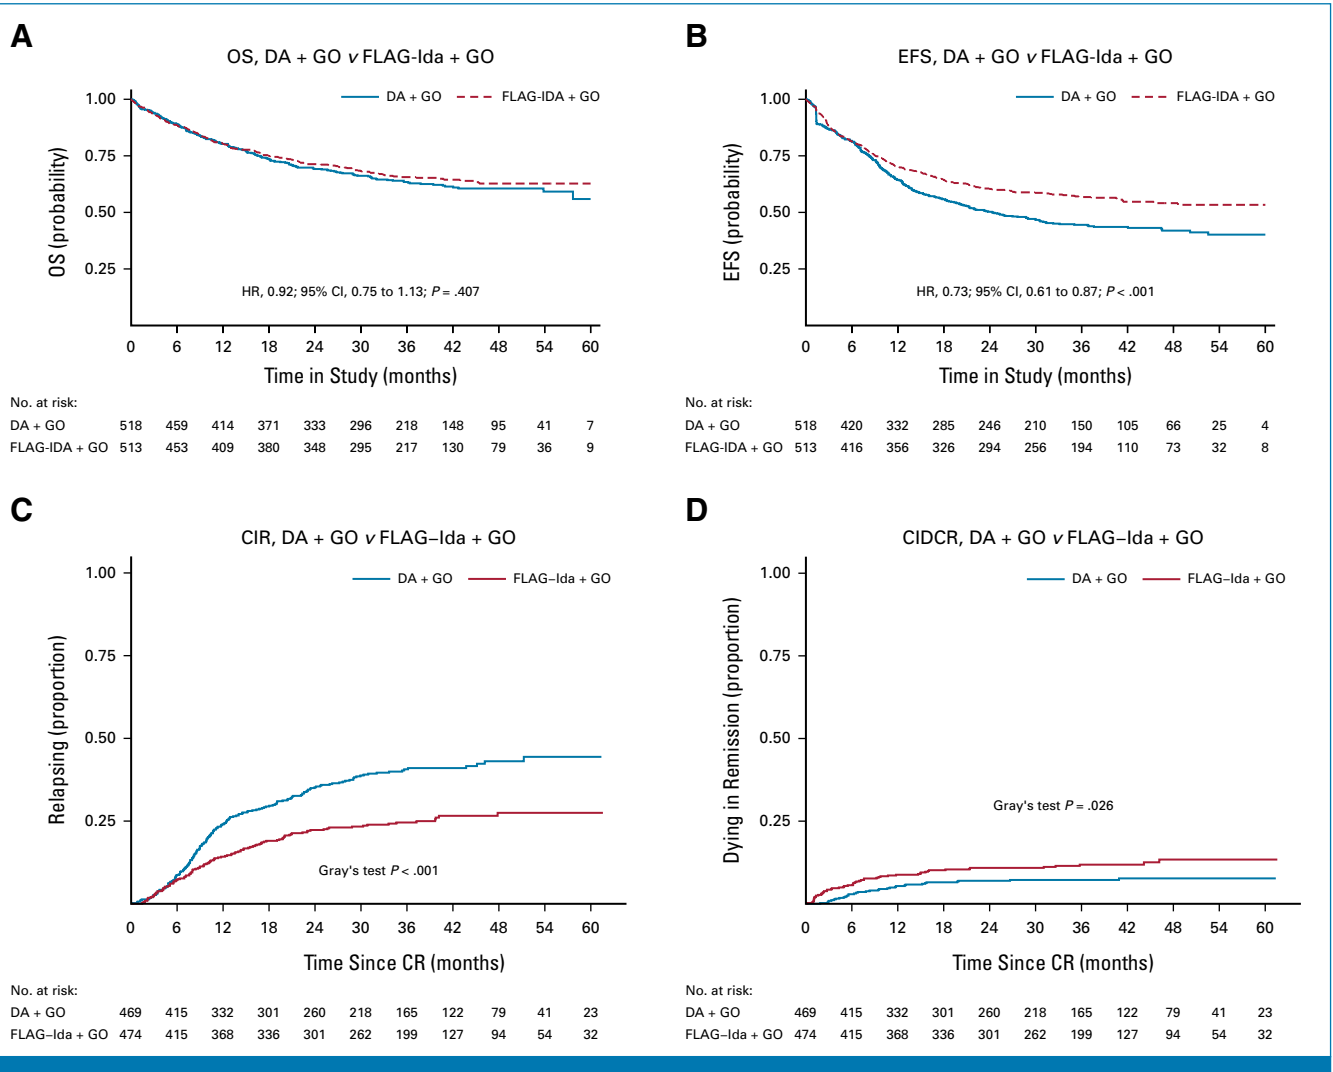 A
OS, DA + GO v FLAG-Ida + GO
DA + GO
FLAG-IDA + GO
1.00
0.75
0.50
0.25
OS (probability)
HR, 0.92; 95% CI, 0.75 to 1.13; P = .407
0 6 12 18 24 30 36 42 48 54 60
Time in Study (months)
No. at risk:
DA + GO 518 459 414 371 333 296 218 148 95 41 7
FLAG-IDA + GO 513 453 409 380 348 295 217 130 79 36 9
B
EFS, DA + GO v FLAG-Ida + GO
DA + GO
FLAG-IDA + GO
1.00
0.75
0.50
0.25
EFS (probability)
HR, 0.73; 95% CI, 0.61 to 0.87; P < .001
0 6 12 18 24 30 36 42 48 54 60
Time in Study (months)
No. at risk:
DA + GO 518 420 332 285 246 210 150 105 66 25 4
FLAG-IDA + GO 513 416 356 326 294 256 194 110 73 32 8
C
CIR, DA + GO v FLAG–Ida + GO
DA + GO
FLAG–Ida + GO
1.00
0.75
0.50
0.25
Relapsing (proportion)
Gray's test P < .001
0 6 12 18 24 30 36 42 48 54 60
Time Since CR (months)
No. at risk:
DA + GO 469 415 332 301 260 218 165 122 79 41 23
FLAG–Ida + GO 474 415 368 336 301 262 199 127 94 54 32
D
CIDCR, DA + GO v FLAG–Ida + GO
DA + GO
FLAG–Ida + GO
1.00
0.75
0.50
0.25
Dying in Remission (proportion)
Gray's test P = .026
0 6 12 18 24 30 36 42 48 54 60
Time Since CR (months)
No. at risk:
DA + GO 469 415 332 301 260 218 165 122 79 41 23
FLAG–Ida + GO 474 415 368 336 301 262 199 127 94 54 32